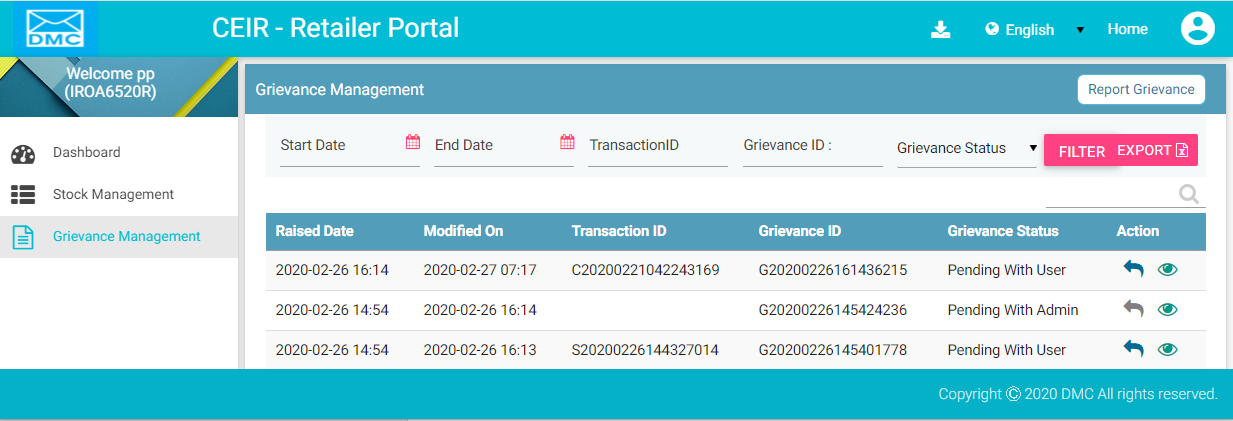 DMC
CEIR - Retailer Portal
English
Home
Welcome pp
(IROA6520R)
Dashboard
Stock Management
Grievance Management
Grievance Management
Report Grievance
Start Date
End Date
TransactionID
Grievance ID :
Grievance Status
FILTER
EXPORT
Raised Date Modified On Transaction ID Grievance ID Grievance Status Action
2020-02-26 16:14 2020-02-27 07:17 C20200221042243169 G20200226161436215 Pending With User
2020-02-26 14:54 2020-02-26 16:14 G20200226145424236 Pending With Admin
2020-02-26 14:54 2020-02-26 16:13 S20200226144327014 G20200226145401778 Pending With User
Copyright © 2020 DMC All rights reserved.